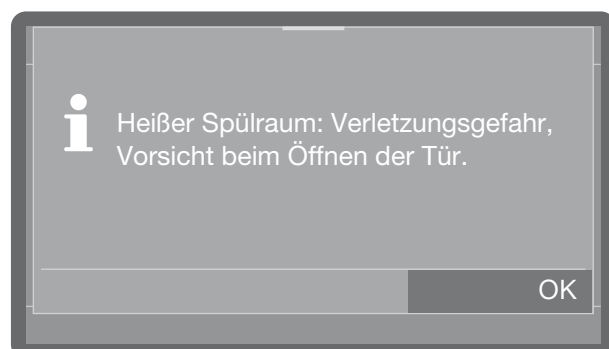 Heißer Spülraum: Verletzungsgefahr,
Vorsicht beim Öffnen der Tür.
OK